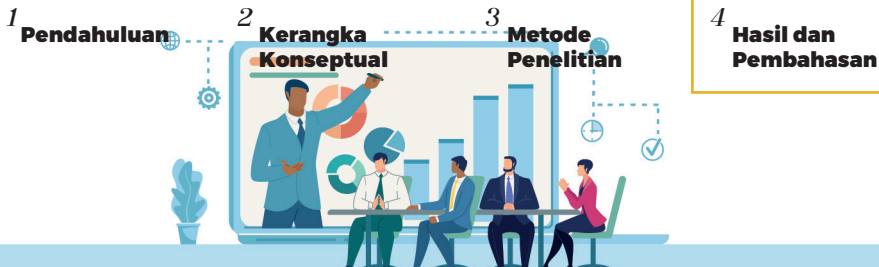 1
Pendahuluan
2
Kerangka
Konseptual
3
Metode
Penelitian
4
Hasil dan
Pembahasan